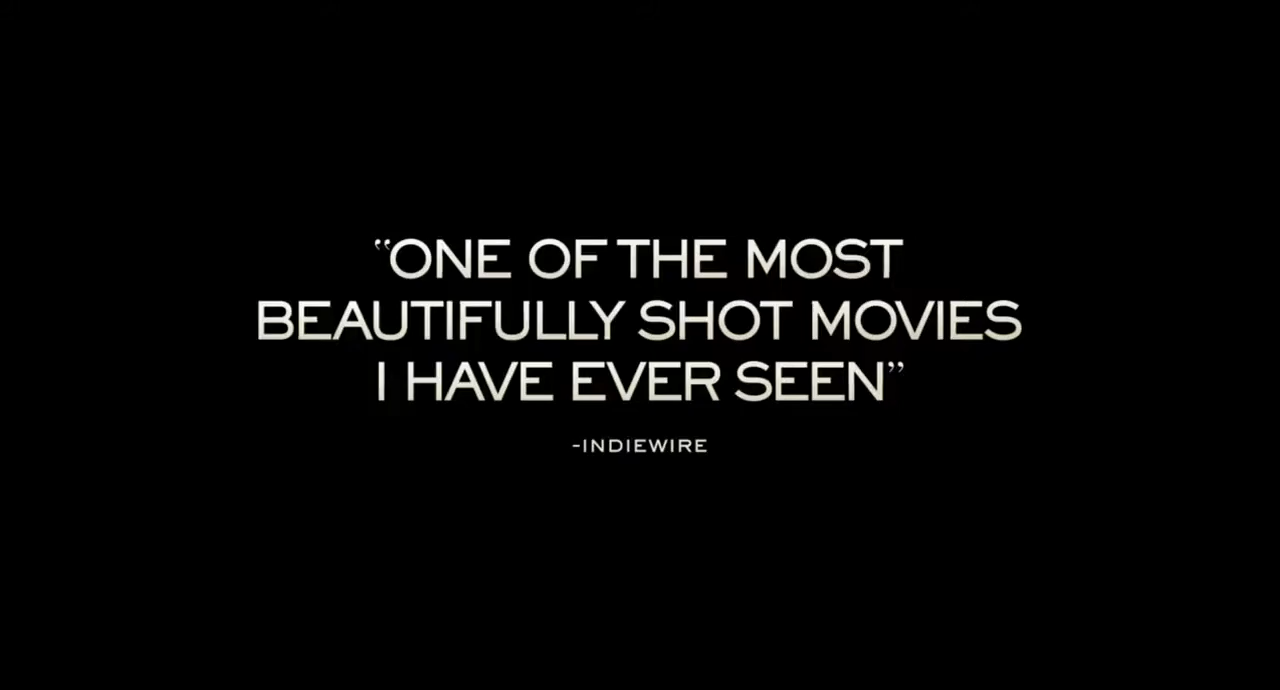 “ONE OF THE MOST
BEAUTIFULLY SHOT MOVIES
I HAVE EVER SEEN”
-INDIEWIRE